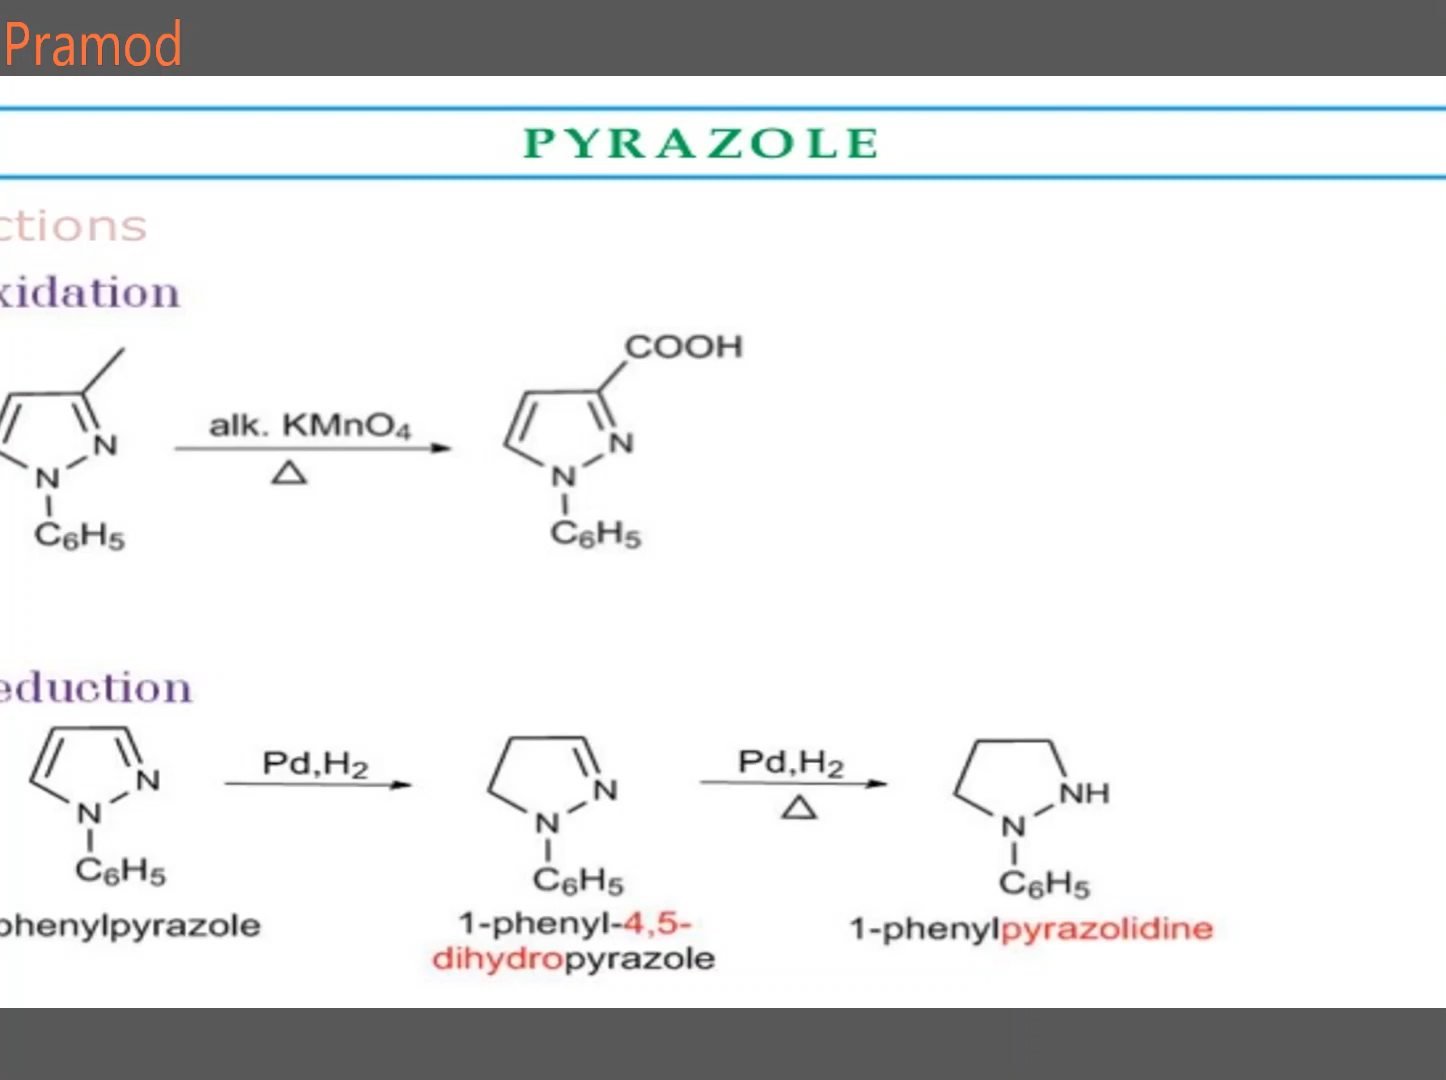 Pramod
PYRAZOLE
ctions
xidation
COOH
alk. KMnO4
△
N
N
C6H5
N
N
C6H5
eduction
Pd,H2
Pd,H2
△
N
N
C6H5
N
N
C6H5
NH
N
C6H5
phenylpyrazole
1-phenyl-4,5-
dihydropyrazole
1-phenylpyrazolidine